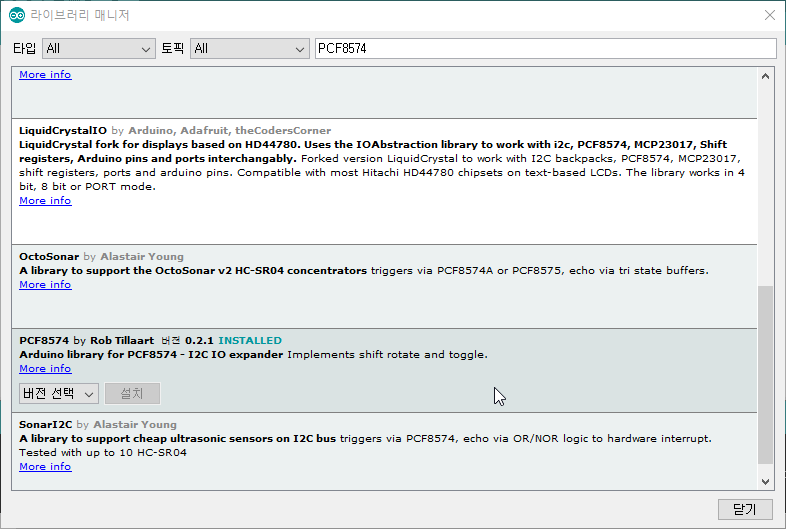 라이브러리 매니저
타입 All 토픽 All PCF8574
More info
LiquidCrystalIO by Arduino, Adafruit, theCodersCorner
LiquidCrystal fork for displays based on HD44780. Uses the IOAbstraction library to work with i2c, PCF8574, MCP23017, Shift
registers, Arduino pins and ports interchangably. Forked version LiquidCrystal to work with I2C backpacks, PCF8574, MCP23017,
shift registers, ports and arduino pins. Compatible with most Hitachi HD44780 chipsets on text-based LCDs. The library works in 4
bit, 8 bit or PORT mode.
More info
OctoSonar by Alastair Young
A library to support the OctoSonar v2 HC-SR04 concentrators triggers via PCF8574A or PCF8575, echo via tri state buffers.
More info
PCF8574 by Rob Tillaart 버전 0.2.1 INSTALLED
Arduino library for PCF8574 - I2C IO expander Implements shift rotate and toggle.
More info
버전 선택 설치
SonarI2C by Alastair Young
A library to support cheap ultrasonic sensors on I2C bus triggers via PCF8574, echo via OR/NOR logic to hardware interrupt.
Tested with up to 10 HC-SR04
More info
닫기